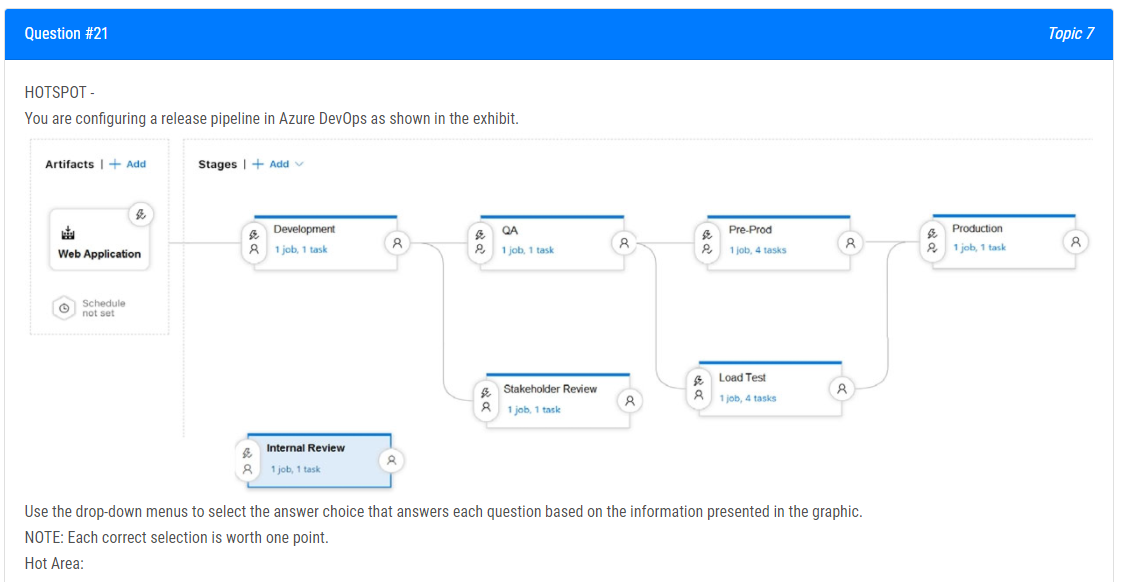 Question #21
Topic 7
HOTSPOT -
You are configuring a release pipeline in Azure DevOps as shown in the exhibit.
Artifacts | + Add
Stages | + Add
Web Application
Schedule
not set
Development
1 job, 1 task
QA
1 job, 1 task
Pre-Prod
1 job, 4 tasks
Production
1 job, 1 task
Stakeholder Review
1 job, 1 task
Load Test
1 job, 4 tasks
Internal Review
1 job, 1 task
Use the drop-down menus to select the answer choice that answers each question based on the information presented in the graphic.
NOTE: Each correct selection is worth one point.
Hot Area: